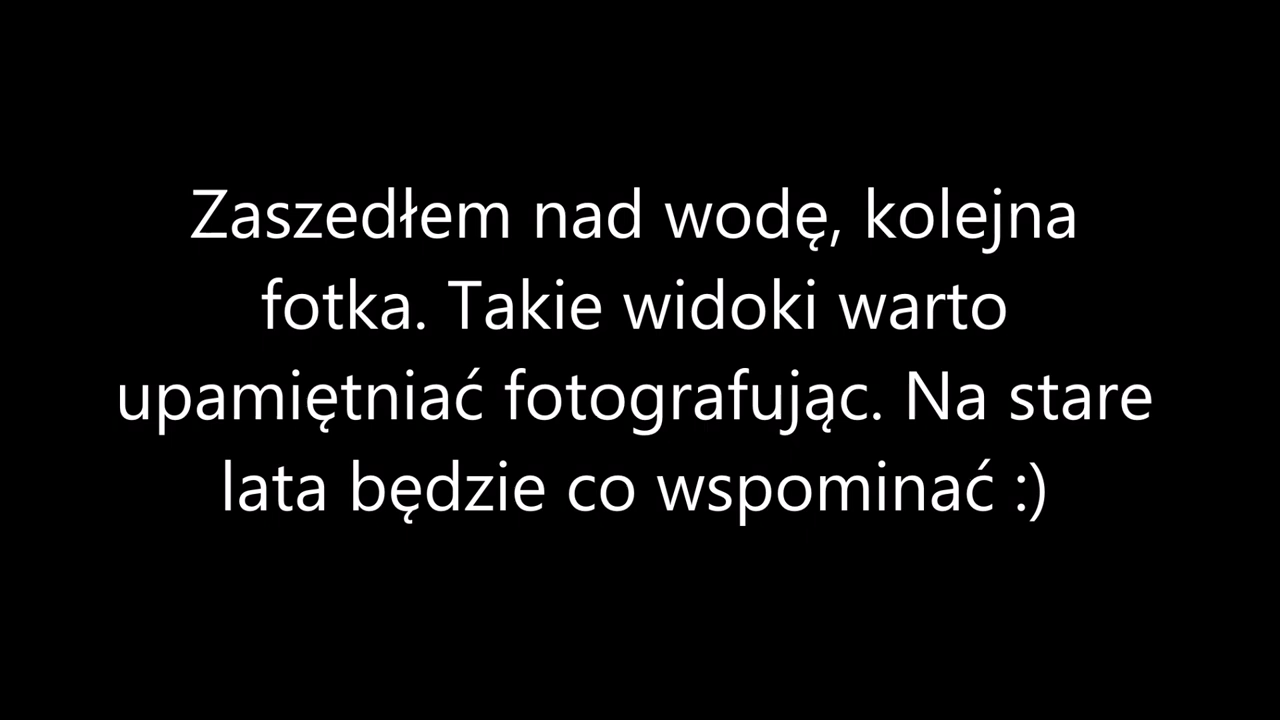 Zaszedłem nad wodę, kolejna
fotka. Takie widoki warto
upamiętniać fotografując. Na stare
lata będzie co wspominać :)